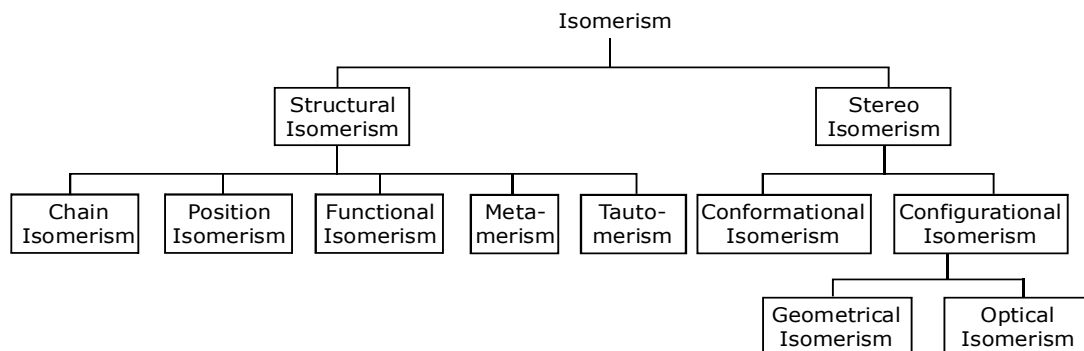 Isomerism
Structural
Isomerism
Stereo
Isomerism
Chain
Isomerism
Position
Isomerism
Functional
Isomerism
Meta-
merism
Tauto-
merism
Conformational
Isomerism
Configurational
Isomerism
Geometrical
Isomerism
Optical
Isomerism